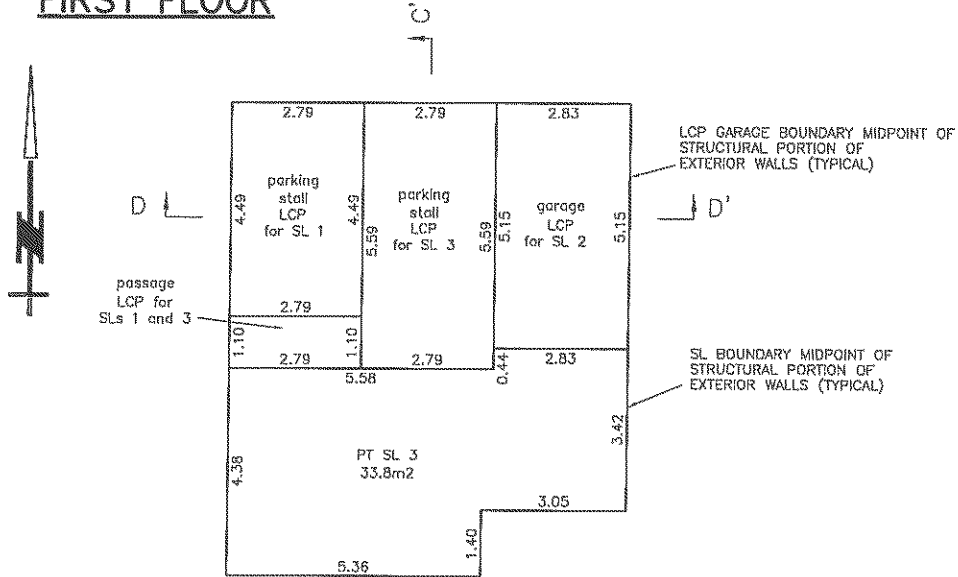 FIRST FLOOR
C'
N
2.79
2.79
2.83
LCP GARAGE BOUNDARY MIDPOINT OF
STRUCTURAL PORTION OF
EXTERIOR WALLS (TYPICAL)
4.49
parking
stall
LCP
for SL 1
4.49
5.59
parking
stall
LCP
for SL 3
5.59
5.15
garage
LCP
for SL 2
5.15
D
D'
passage
LCP for
SLs 1 and 3
2.79
1.10
1.10
2.79
2.79
5.58
0.44
2.83
SL BOUNDARY MIDPOINT OF
STRUCTURAL PORTION OF
EXTERIOR WALLS (TYPICAL)
3.42
4.38
PT SL 3
33.8m2
3.05
1.40
5.36